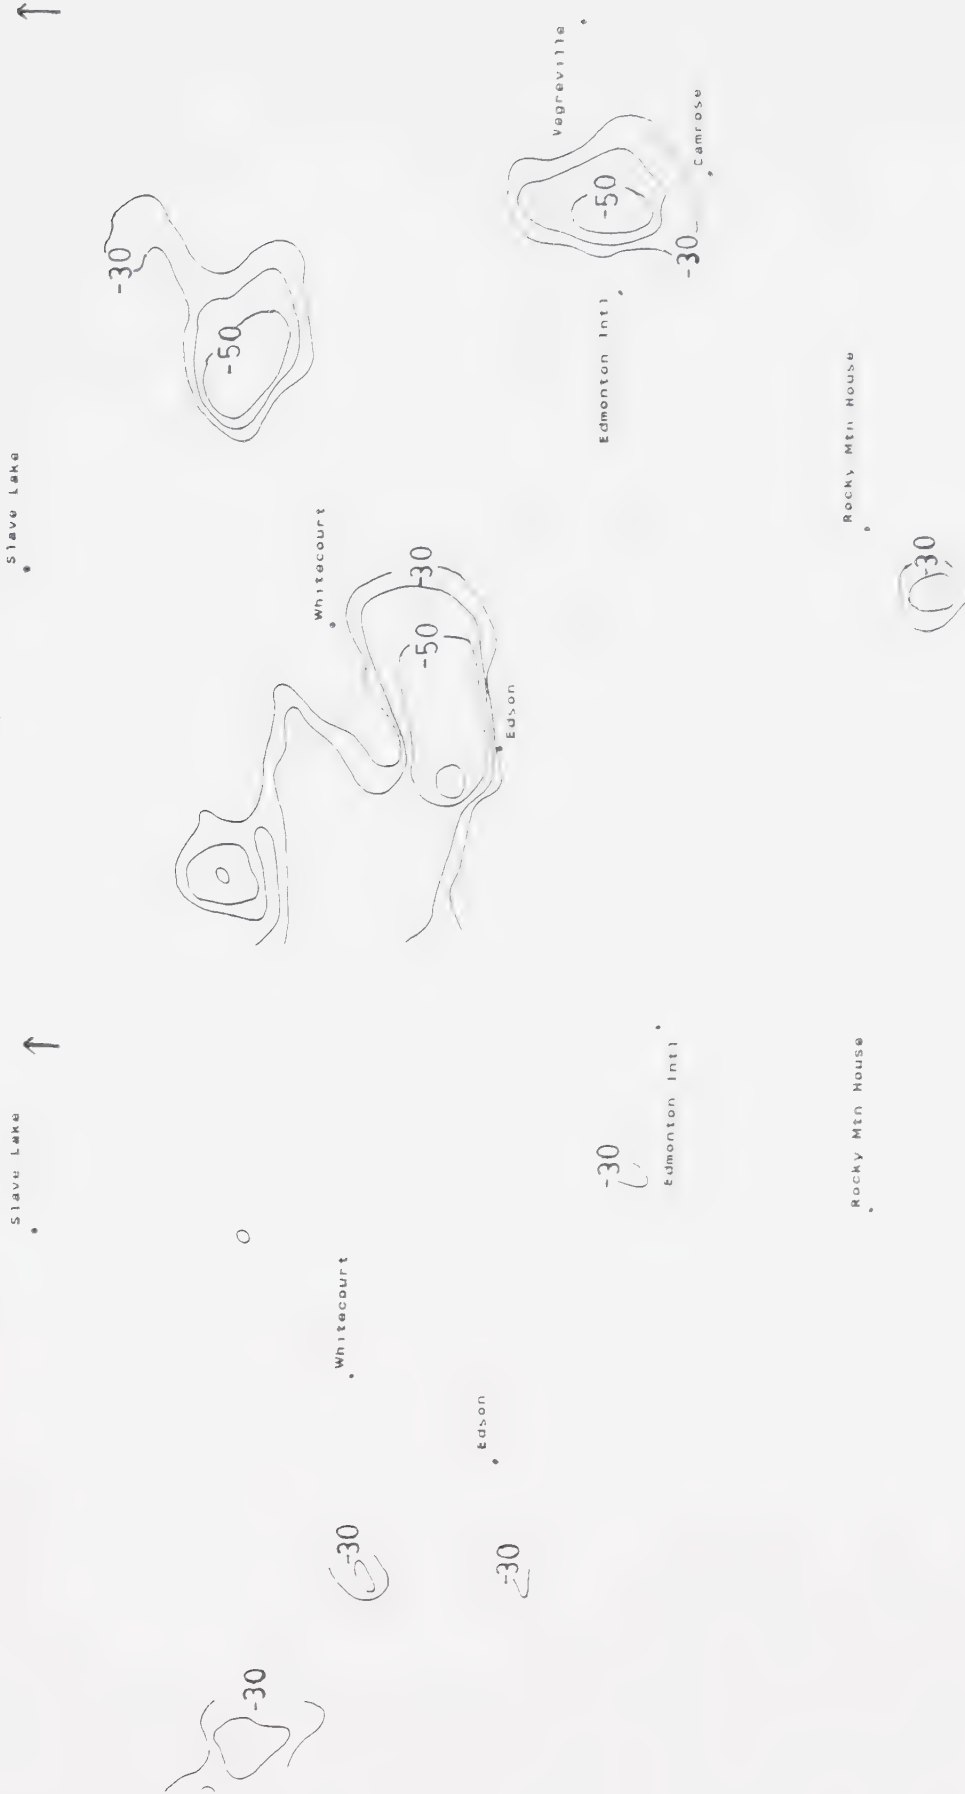 Vegreville
Camrose
-30
-50
-50
-30
Edmonton Intl
Rocky Mtn House
Slave Lake
Whitecourt
-30
-50
-30
Edson
Slave Lake
Edmonton Intl
-30
Rocky Mtn House
Whitecourt
Edson
-30
-30
-30